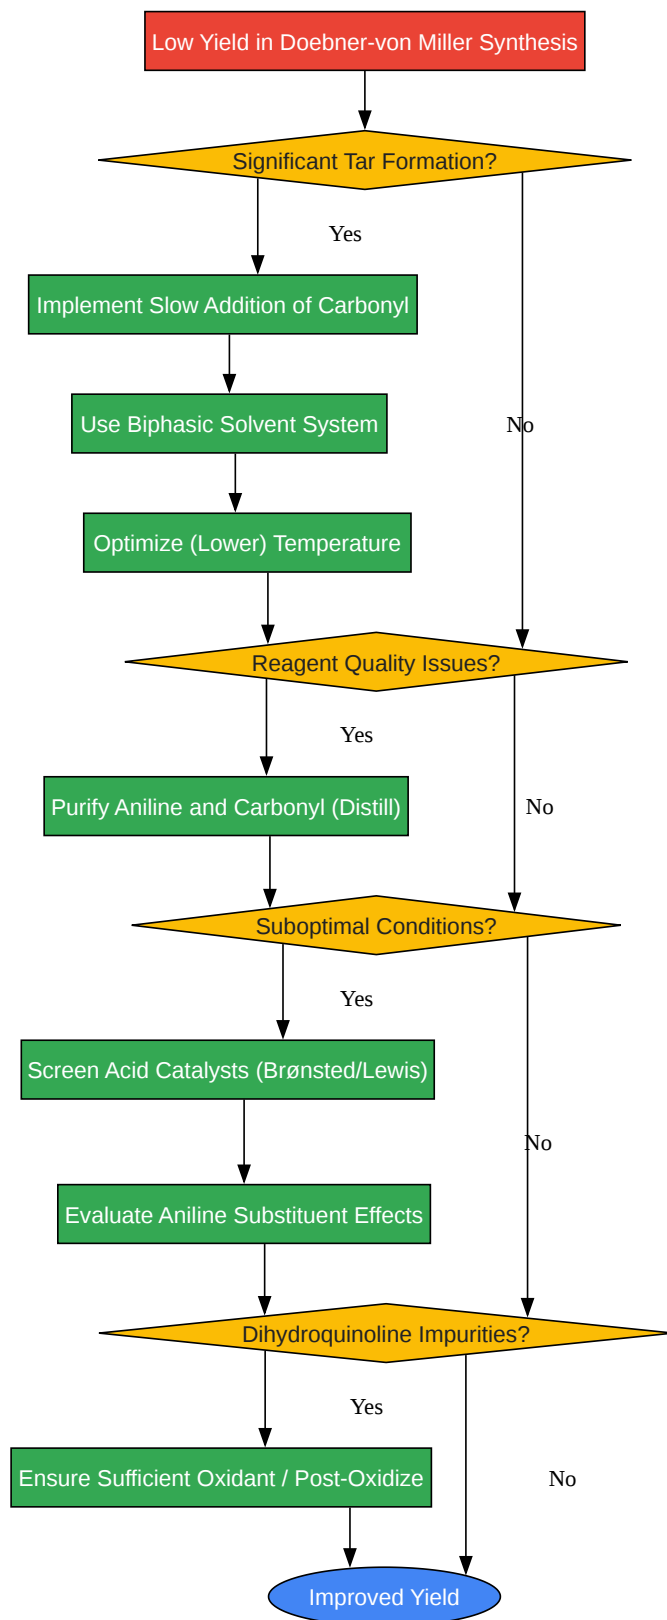 Low Yield in Doebner-von Miller Synthesis
Significant Tar Formation?
Yes
Implement Slow Addition of Carbonyl
Use Biphasic Solvent System
No
Optimize (Lower) Temperature
Reagent Quality Issues?
Yes
Purify Aniline and Carbonyl (Distill)
No
Suboptimal Conditions?
Yes
Screen Acid Catalysts (Brønsted/Lewis)
No
Evaluate Aniline Substituent Effects
Dihydroquinoline Impurities?
Yes
Ensure Sufficient Oxidant / Post-Oxidize
No
Improved Yield